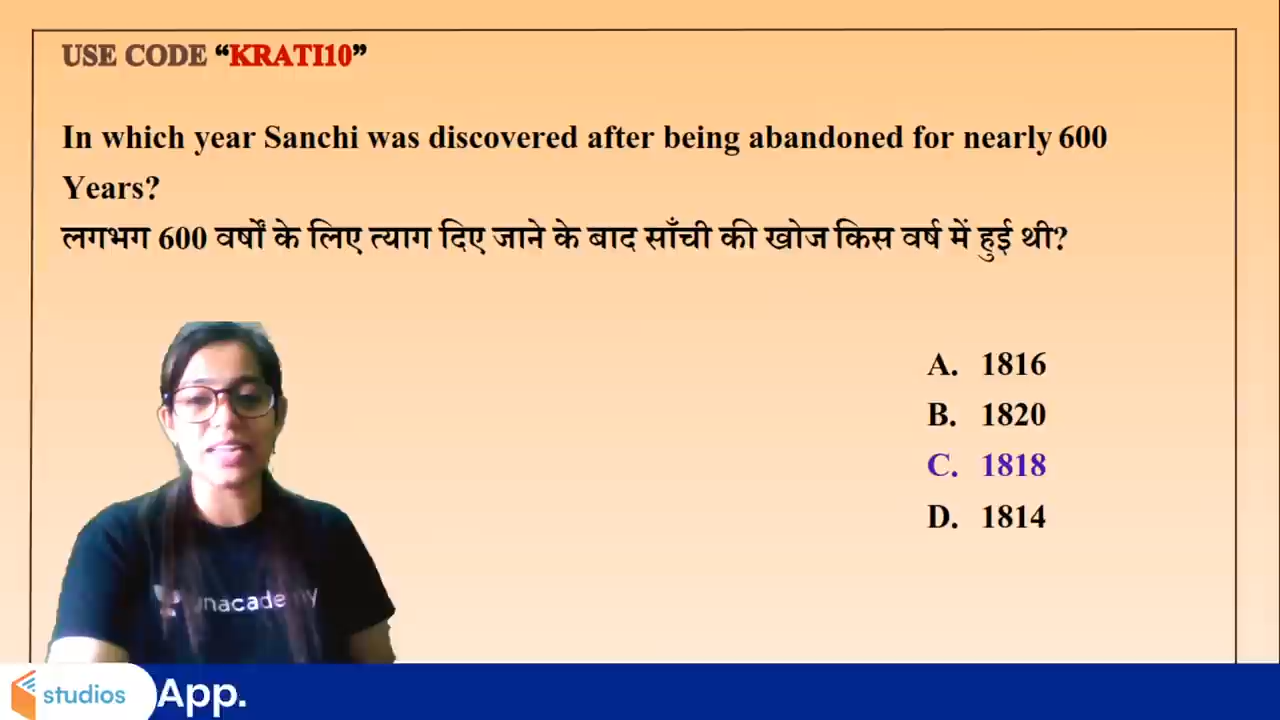 USE CODE “KRATI10”
In which year Sanchi was discovered after being abandoned for nearly 600
Years?
लगभग 600 वर्षों के लिए त्याग दिए जाने के बाद साँची की खोज किस वर्ष में हुई थी?
A. 1816
B. 1820
C. 1818
D. 1814
unacademy
studios
App.